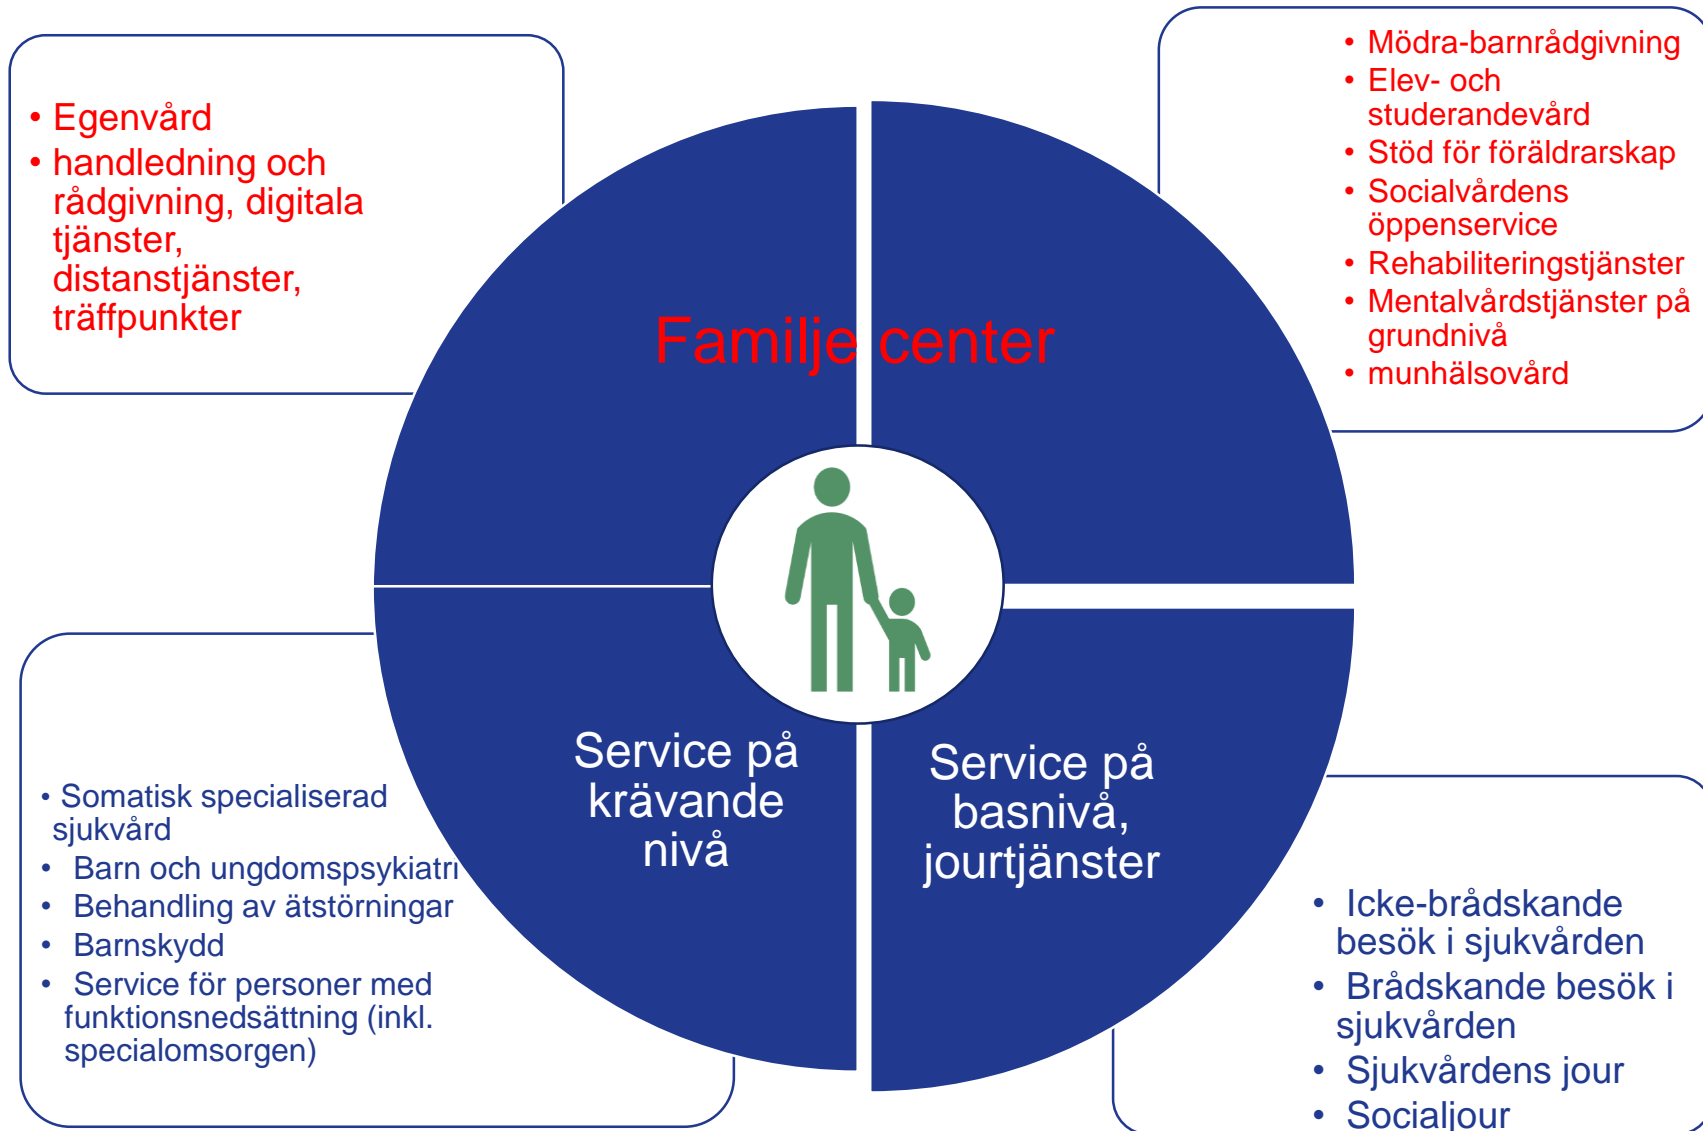 • Egenvård
• handledning och
rådgivning, digitala
tjänster,
distanstjänster,
träffpunkter
• Mödra-barnrådgivning
• Elev- och
studerandevård
• Stöd för föräldrarskap
• Socialvårdens
öppenservice
• Rehabiliteringstjänster
• Mentalvårdstjänster på
grundnivå
• munhälsovård
Familje center
Service på
krävande
nivå
Service på
basnivå,
jourtjänster
• Somatisk specialiserad
sjukvård
• Barn och ungdomspsykiatri
• Behandling av ätstörningar
• Barnskydd
• Service för personer med
funktionsnedsättning (inkl.
specialomsorgen)
• Icke-brådskande
besök i sjukvården
• Brådskande besök i
sjukvården
• Sjukvårdens jour
• Socialjour